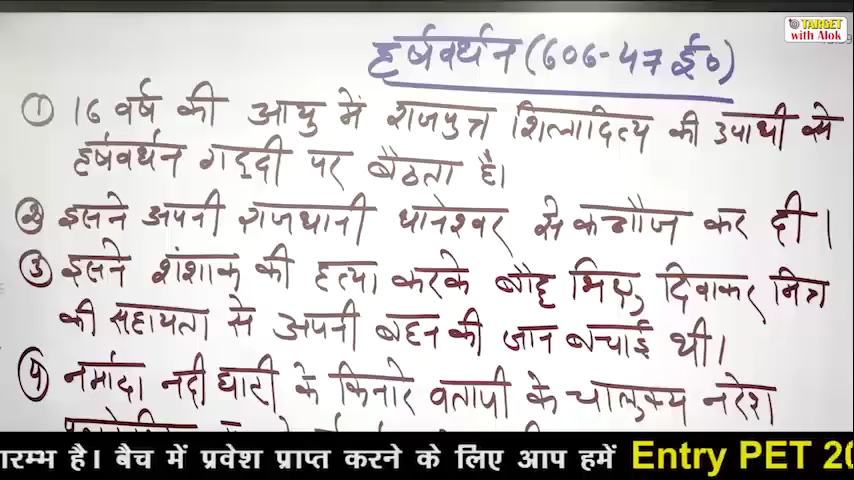 TARGET
with Alok
हर्षवर्धन (606-47 ई०)
① 16 वर्ष की आयु में राजपुत्र शिलादित्य की उपाधी से
हर्षवर्धन गद्दी पर बैठता है।
② इसने अपनी राजधानी थानेश्वर से कन्नौज कर दी।
③ इसने शंशाक की हत्या करके बौद्द भिक्षु दिवाकर मित्र
की सहायता से अपनी बहन की जान बचाई थी।
④ नर्मादा नदी घाटी के किनारे वतापी के चालुक्य नरेश
रम्भ है। बैच में प्रवेश प्राप्त करने के लिए आप हमें Entry PET 20